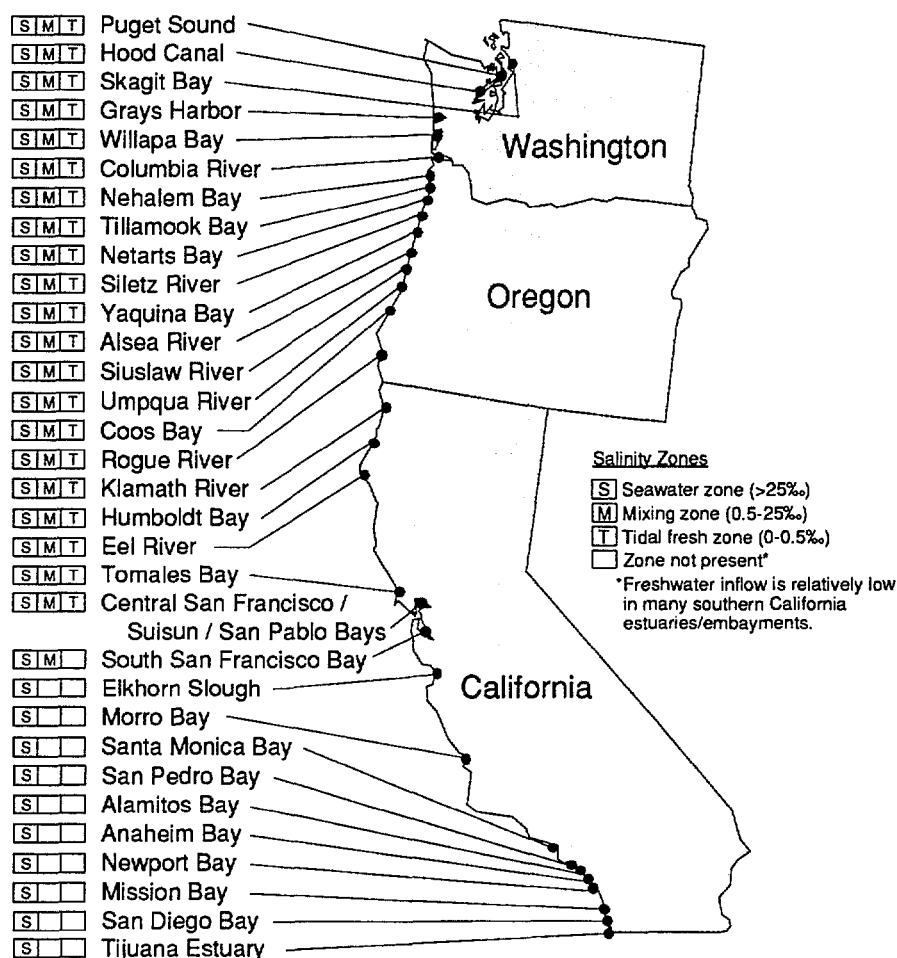 S M T Puget Sound
S M T Hood Canal
S M T Skagit Bay
S M T Grays Harbor
S M T Willapa Bay
S M T Columbia River
S M T Nehalem Bay
S M T Tillamook Bay
S M T Netarts Bay
S M T Siletz River
S M T Yaquina Bay
S M T Alsea River
S M T Siuslaw River
S M T Umpqua River
S M T Coos Bay
S M T Rogue River
S M T Klamath River
S M T Humboldt Bay
S M T Eel River
S M T Tomales Bay
S M T Central San Francisco /
Suisun / San Pablo Bays
S M South San Francisco Bay
S Elkhorn Slough
S Morro Bay
S Santa Monica Bay
S San Pedro Bay
S Alamitos Bay
S Anaheim Bay
S Newport Bay
S Mission Bay
S San Diego Bay
S Tijuana Estuary
Washington
Oregon
California
Salinity Zones
S Seawater zone (>25‰)
M Mixing zone (0.5-25‰)
T Tidal fresh zone (0-0.5‰)
Zone not present*
*Freshwater inflow is relatively low
in many southern California
estuaries/embayments.